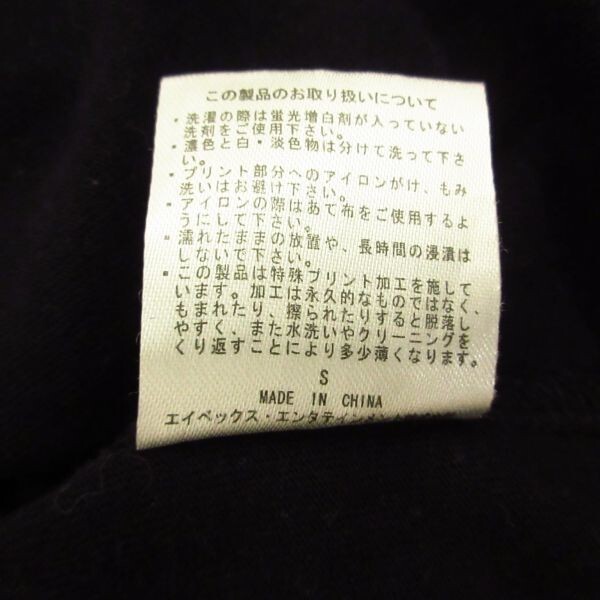 この製品のお取り扱いについて
・洗濯の際は蛍光増白剤が入っていない
洗剤をご使用下さい。
・濃色と白・淡色物は分けて洗って下さ
い。
・プリント部分へのアイロンがけ、もみ
洗いはお避け下さい。
・アイロンの際はあて布をご使用するよ
うにして下さい。
・濡れたままの放置や、長時間の浸漬は
しないで下さい。
・この製品は特殊プリント加工を施して
います。加工は永久的なものではなく、
もまれたり、擦られたりすると脱落し
やすく、また水洗いやクリーニングを
くり返すことにより多少薄くなります。
S
MADE IN CHINA
エイベックス・エンタテインメント